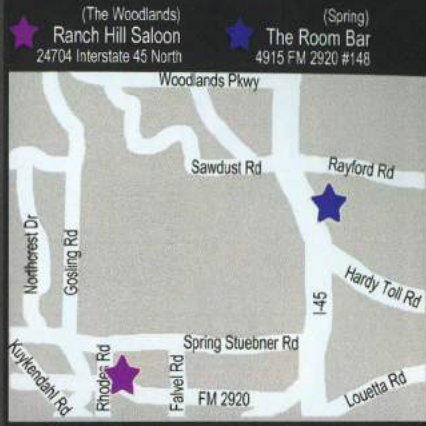 (The Woodlands)
Ranch Hill Saloon
24704 Interstate 45 North
(Spring)
The Room Bar
4915 FM 2920 #148
Woodlands Pkwy
Sawdust Rd
Rayford Rd
Northcrest Dr
Gosling Rd
Hardy Toll Rd
I-45
Spring Stuebner Rd
Kuykendahl Rd
Rhodes Rd
Falvel Rd
FM 2920
Louetta Rd